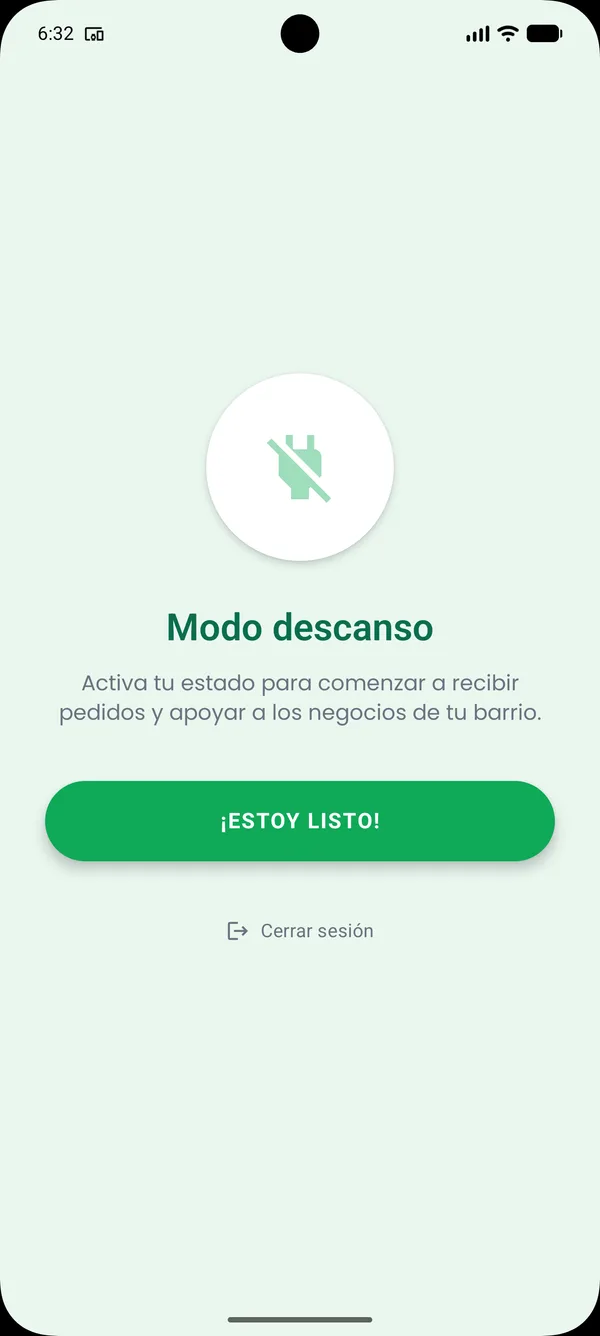 6:32
Modo descanso
Activa tu estado para comenzar a recibir
pedidos y apoyar a los negocios de tu barrio.
¡ESTOY LISTO!
Cerrar sesión